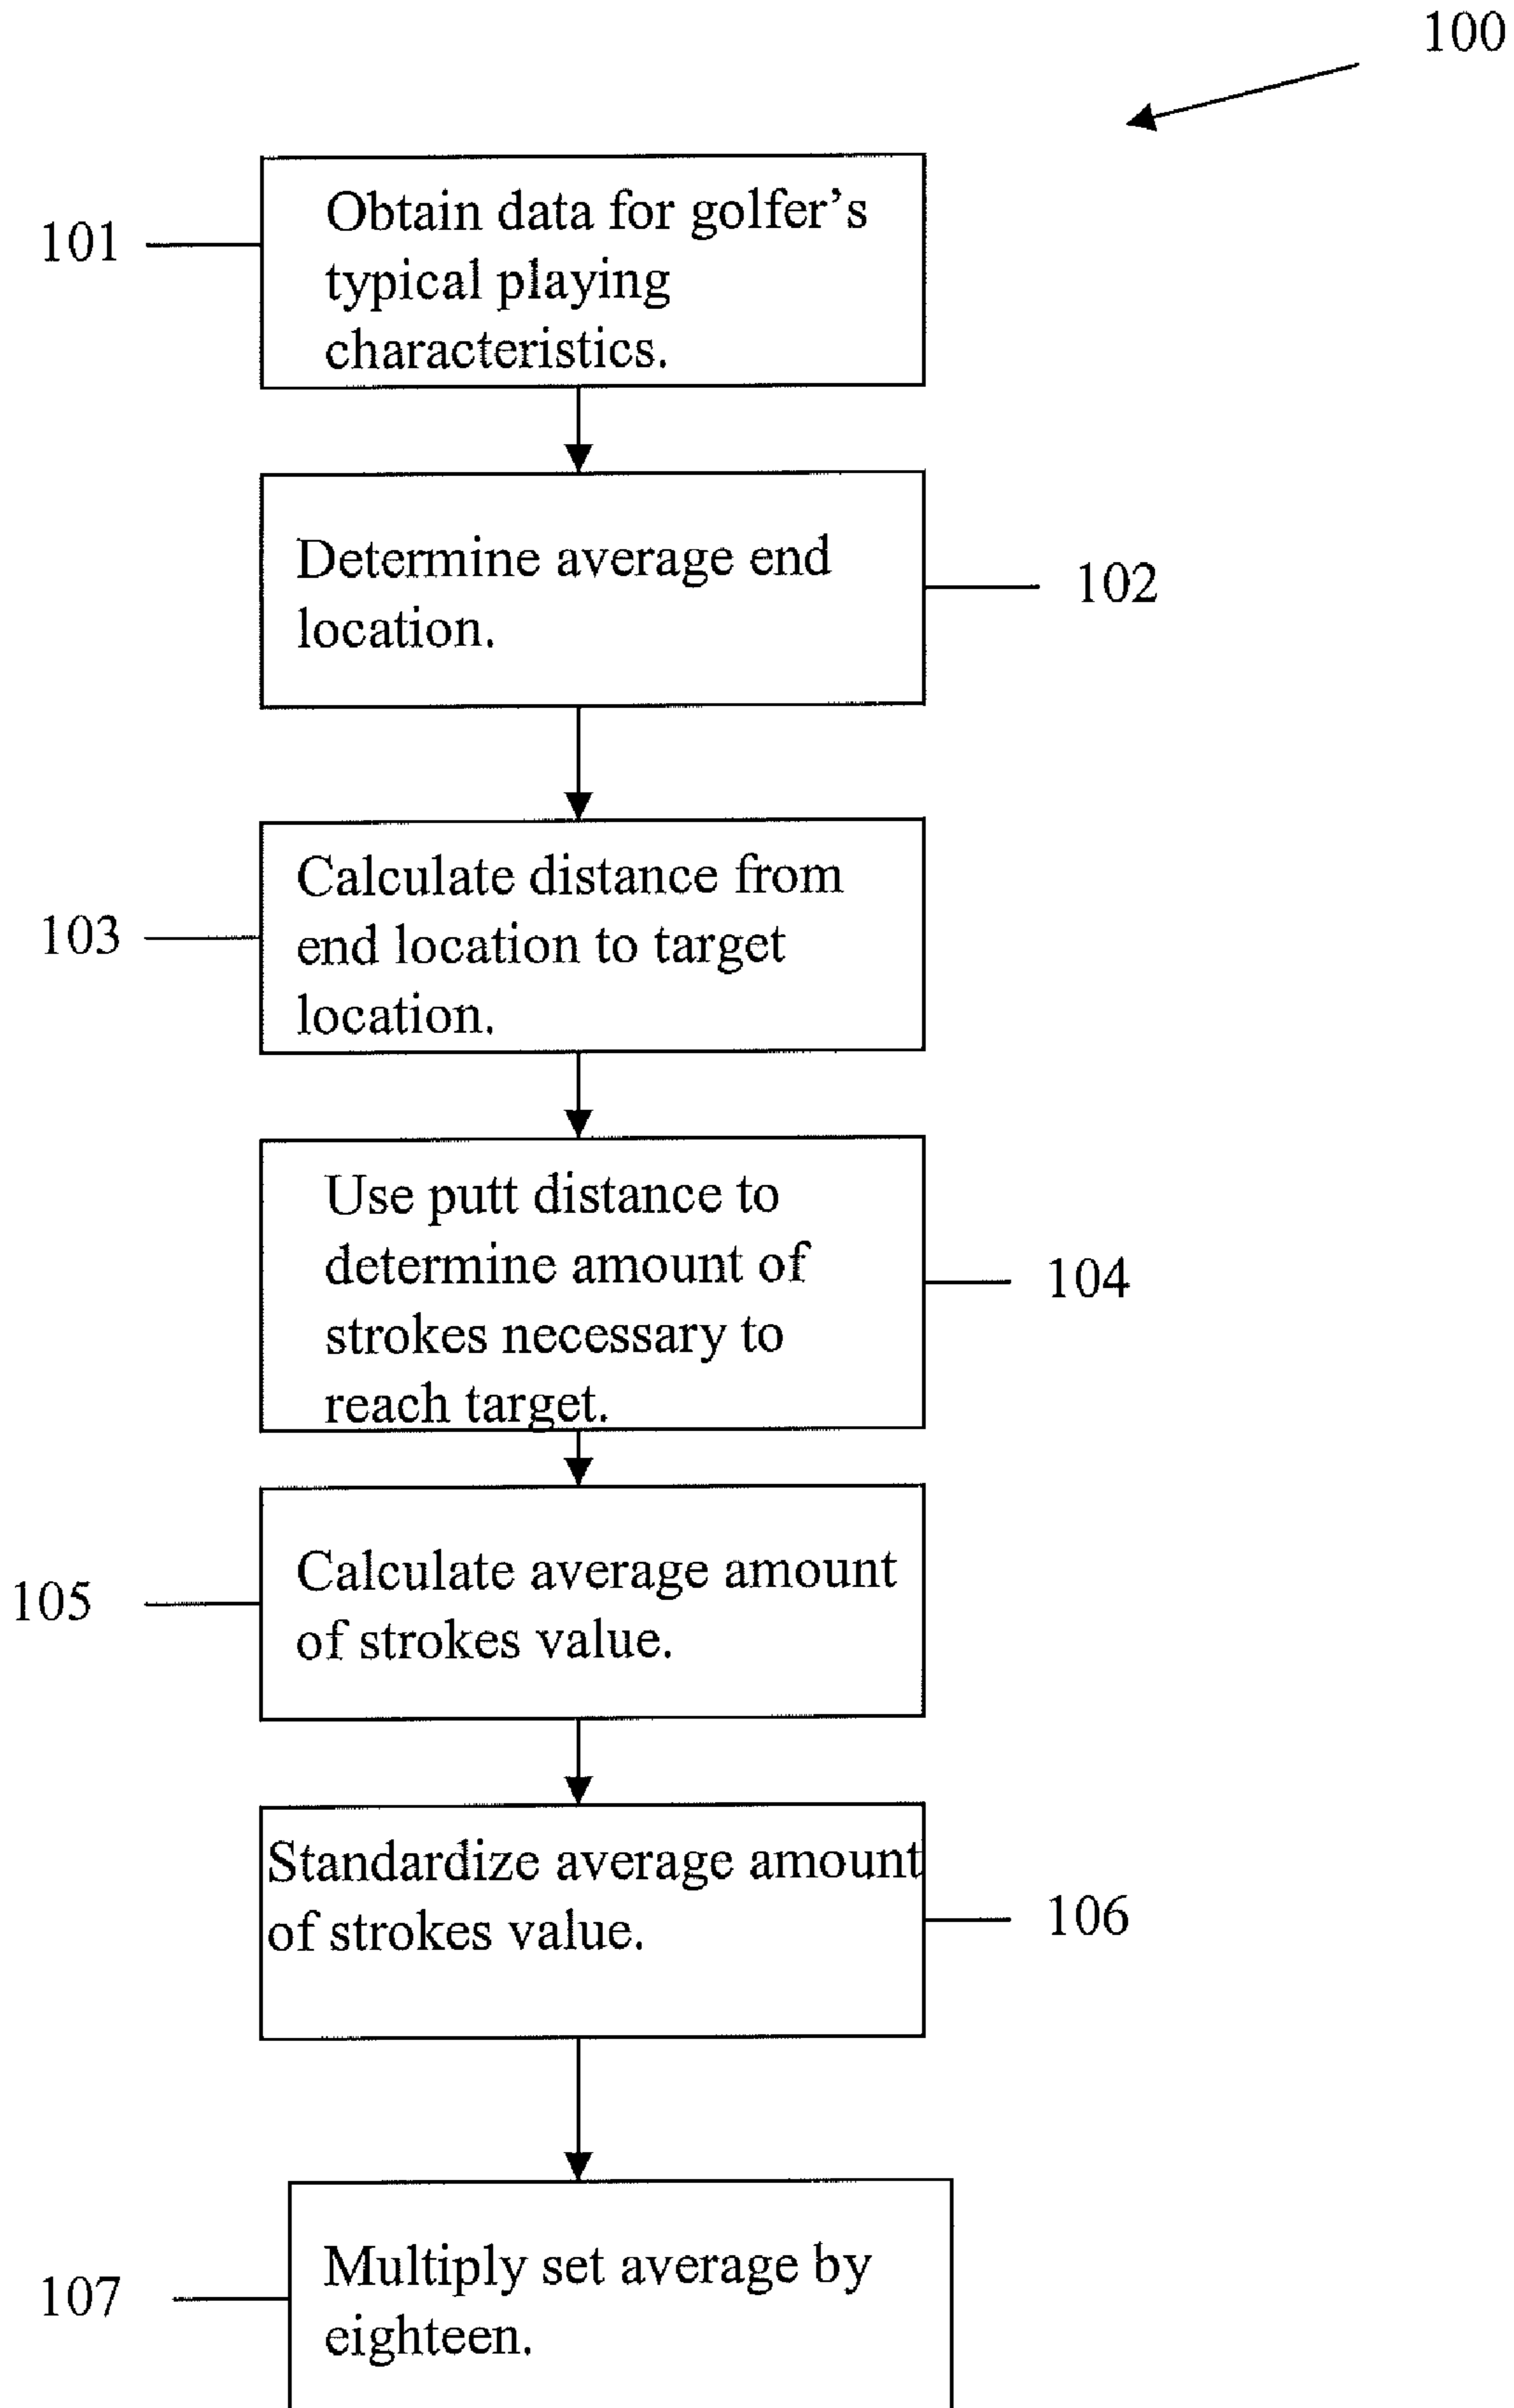 100
101
Obtain data for golfer's
typical playing
characteristics.
Determine average end
location.
102
103
Calculate distance from
end location to target
location.
Use putt distance to
determine amount of
strokes necessary to
reach target.
104
105
Calculate average amount
of strokes value.
Standardize average amount
of strokes value.
106
107
Multiply set average by
eighteen.